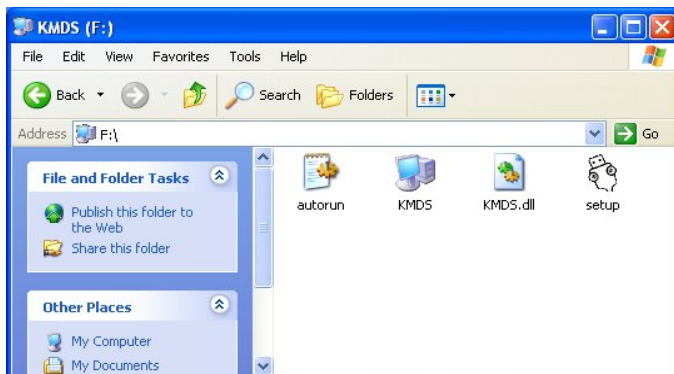 KMDS (F:)
File Edit View Favorites Tools Help
Back Search Folders
Address F:\ Go
File and Folder Tasks
Publish this folder to
the Web
Share this folder
Other Places
My Computer
My Documents
autorun KMDS KMDS.dll setup